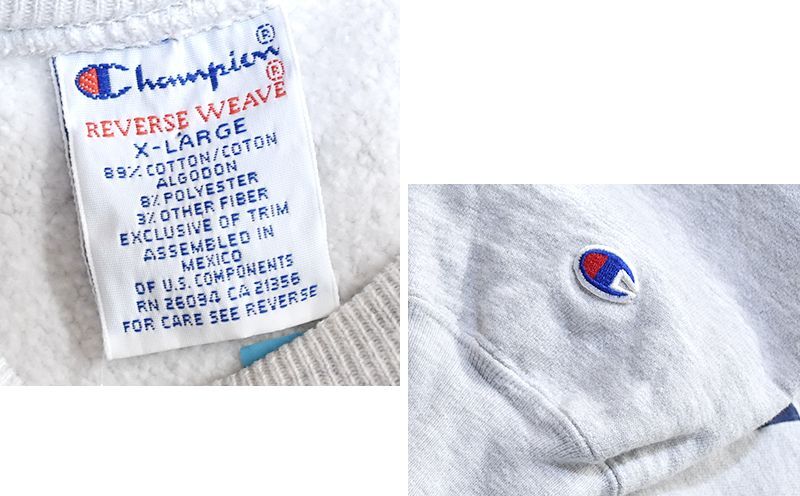 Champion®
REVERSE WEAVE®
X-LARGE
89% COTTON/COTON
ALGODON
8% POLYESTER
3% OTHER FIBER
EXCLUSIVE OF TRIM
ASSEMBLED IN
MEXICO
OF U.S. COMPONENTS
RN 26094 CA 21356
FOR CARE SEE REVERSE